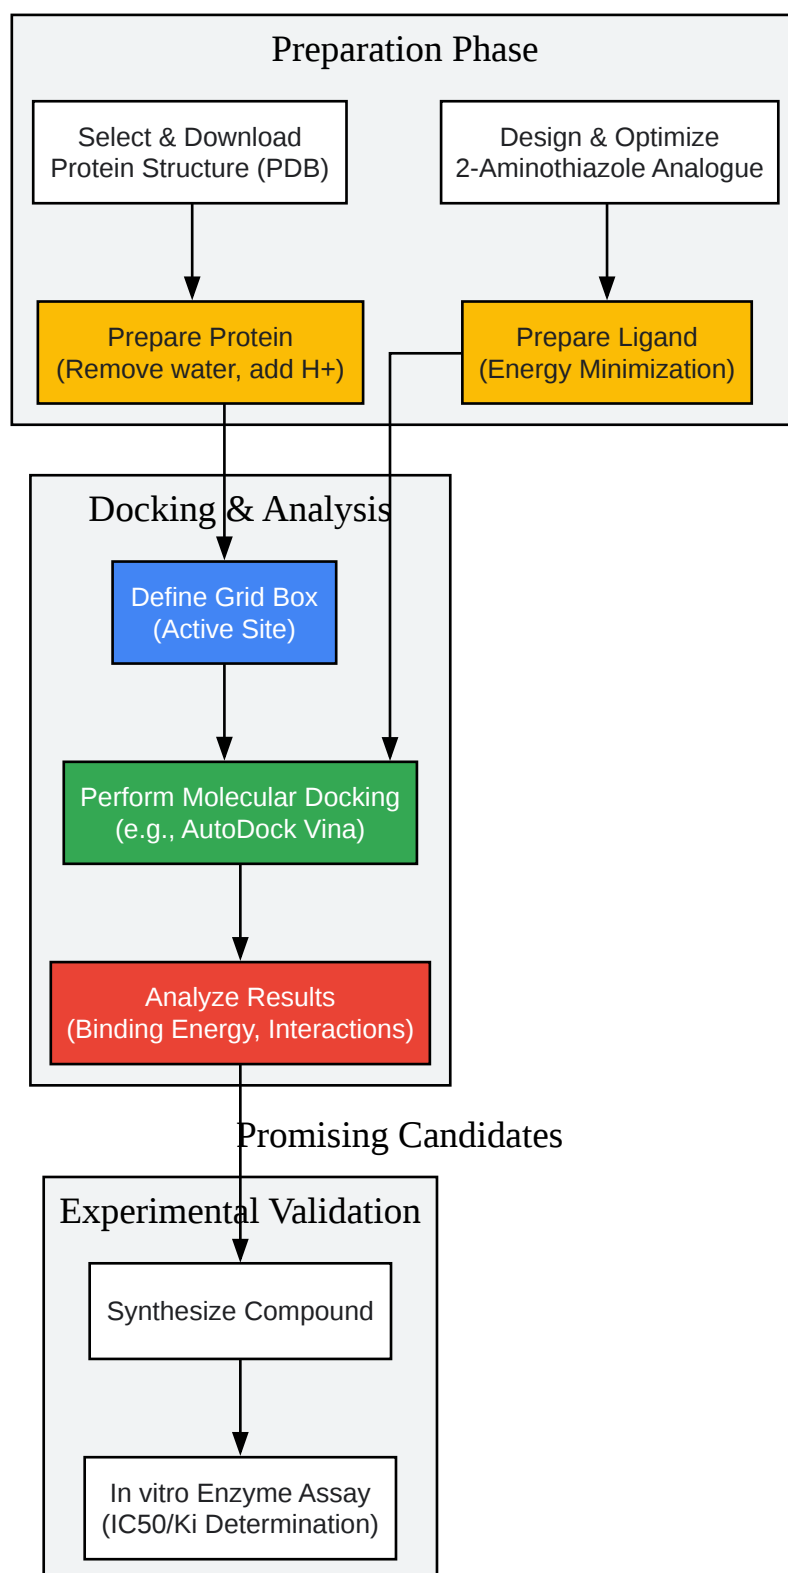 Preparation Phase
Select & Download
Protein Structure (PDB)
Design & Optimize
2-Aminothiazole Analogue
Prepare Protein
(Remove water, add H+)
Prepare Ligand
(Energy Minimization)
Docking & Analysis
Define Grid Box
(Active Site)
Perform Molecular Docking
(e.g., AutoDock Vina)
Analyze Results
(Binding Energy, Interactions)
Promising Candidates
Experimental Validation
Synthesize Compound
In vitro Enzyme Assay
(IC50/Ki Determination)